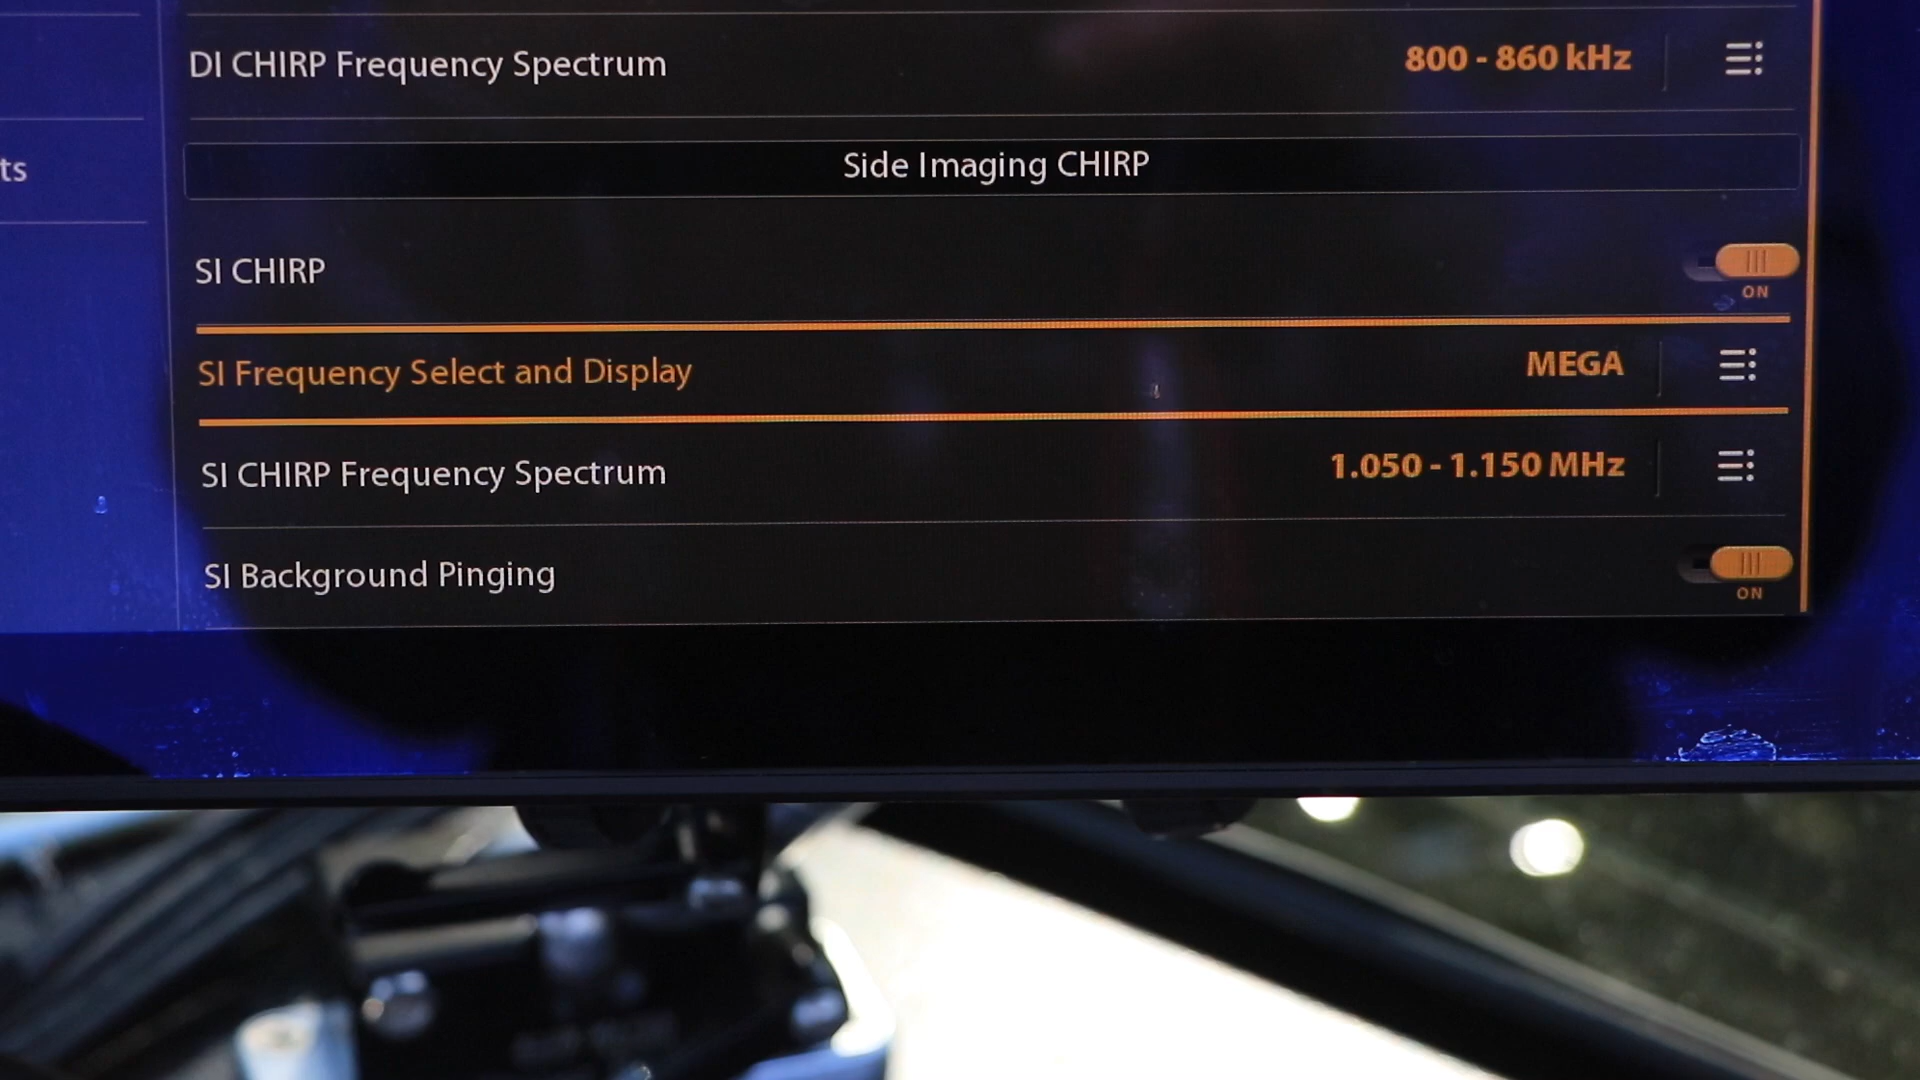 DI CHIRP Frequency Spectrum 800 - 860 kHz
ts
Side Imaging CHIRP
SI CHIRP
ON
SI Frequency Select and Display MEGA
SI CHIRP Frequency Spectrum 1.050 - 1.150 MHz
SI Background Pinging
ON